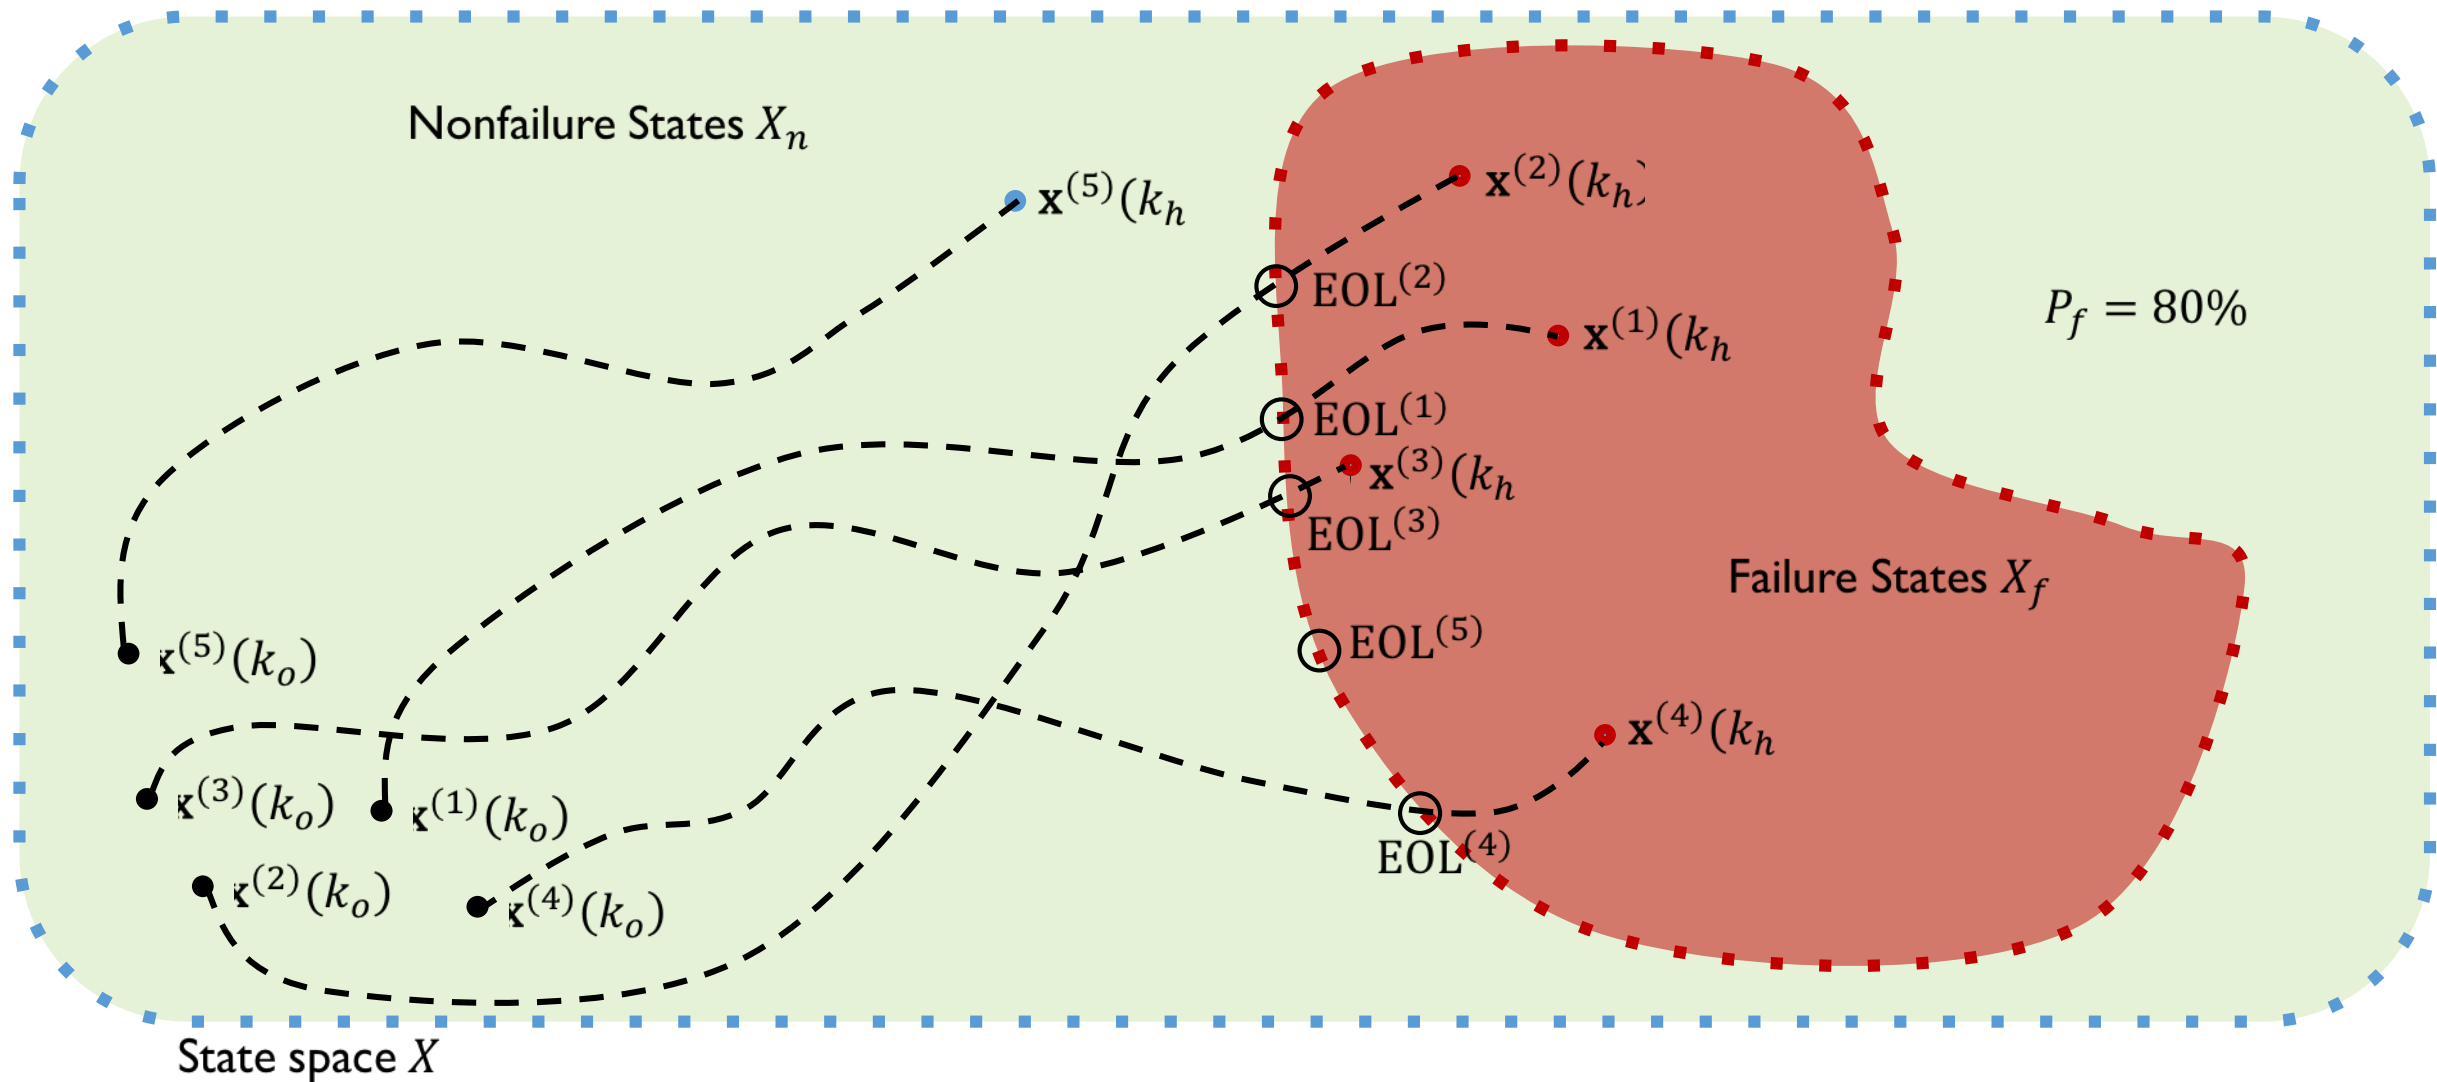 Nonfailure States Xₙ
x⁽⁵⁾(kₕ
x⁽²⁾(kₕ)
EOL⁽²⁾
P_f = 80%
x⁽¹⁾(kₕ
EOL⁽¹⁾
x⁽³⁾(kₕ
EOL⁽³⁾
Failure States X_f
EOL⁽⁵⁾
x⁽⁵⁾(kₒ)
x⁽⁴⁾(kₕ
x⁽³⁾(kₒ)
x⁽¹⁾(kₒ)
EOL⁽⁴⁾
x⁽²⁾(kₒ)
x⁽⁴⁾(kₒ)
State space X